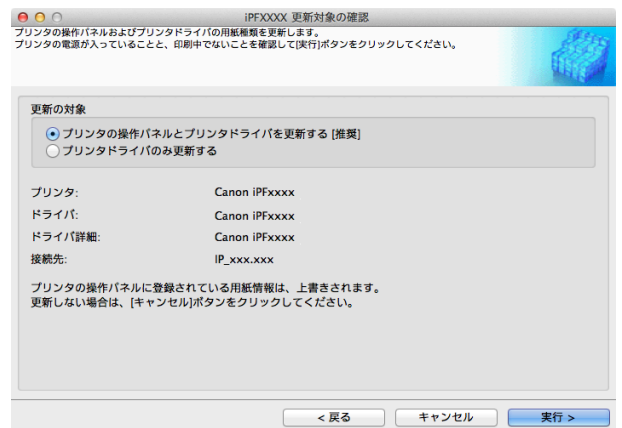 iPFXXXX 更新対象の確認
プリンタの操作パネルおよびプリンタドライバの用紙種類を更新します。
プリンタの電源が入っていることと、印刷中でないことを確認して[実行]ボタンをクリックしてください。
更新の対象
プリンタの操作パネルとプリンタドライバを更新する [推奨]
プリンタドライバのみ更新する
プリンタ: Canon iPFxxxx
ドライバ: Canon iPFxxxx
ドライバ詳細: Canon iPFxxxx
接続先: IP_xxx.xxx
プリンタの操作パネルに登録されている用紙情報は、上書きされます。
更新しない場合は、[キャンセル]ボタンをクリックしてください。
< 戻る キャンセル 実行 >